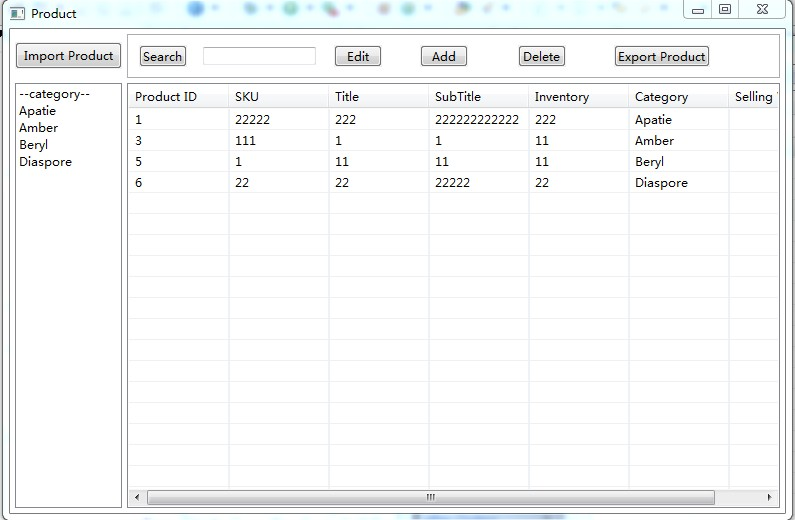 Product
Import Product Search Edit Add Delete Export Product
--category--
Apatie
Amber
Beryl
Diaspore
Product ID SKU Title SubTitle Inventory Category Selling
1 22222 222 222222222222 222 Apatie
3 111 1 1 11 Amber
5 1 11 11 11 Beryl
6 22 22 22222 22 Diaspore